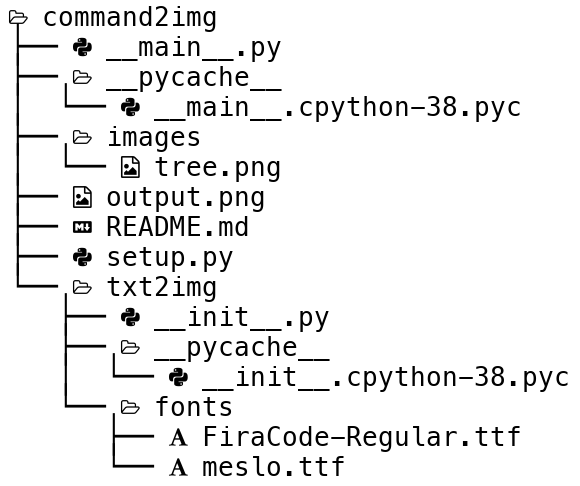 command2img
__main__.py
__pycache__
__main__.cpython-38.pyc
images
tree.png
output.png
README.md
setup.py
txt2img
__init__.py
__pycache__
__init__.cpython-38.pyc
fonts
FiraCode-Regular.ttf
meslo.ttf